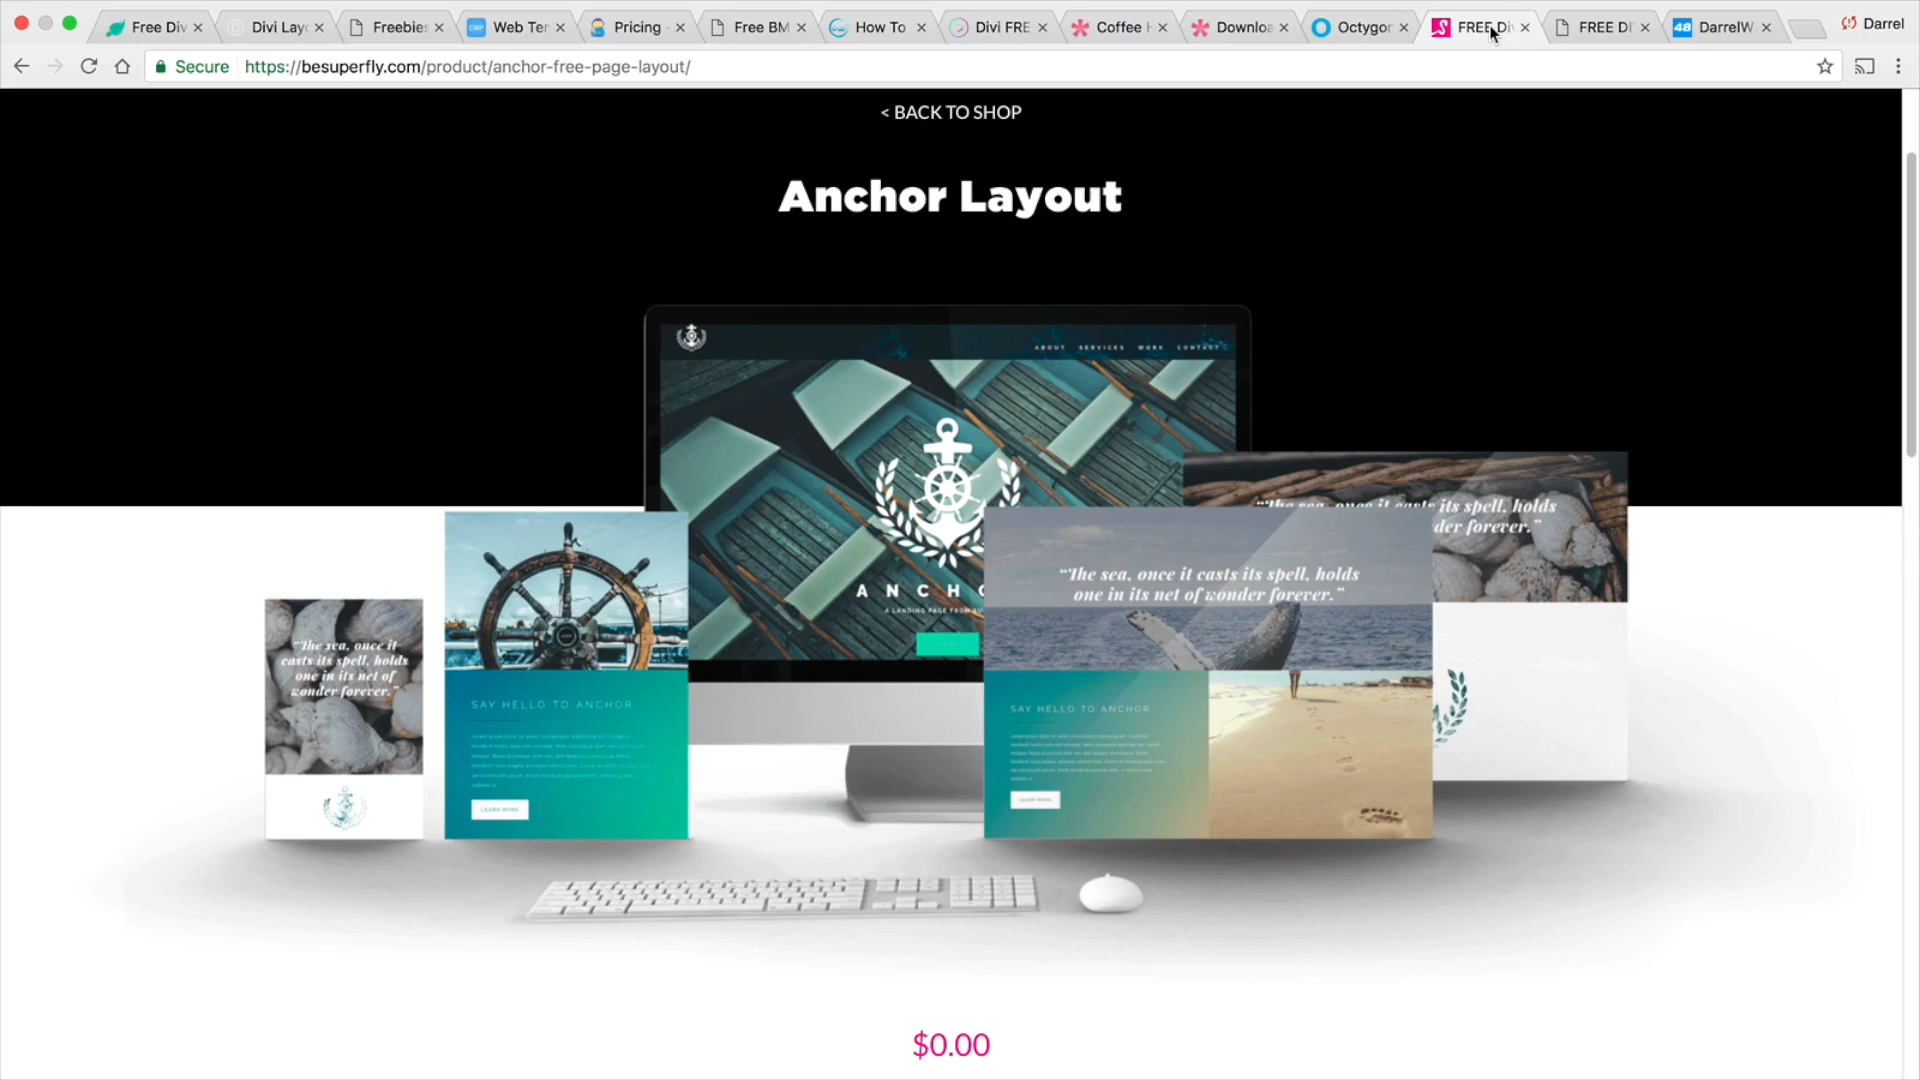 Free Div
Divi Lay
Freebies
Web Ter
Pricing -
Free BM
How To
Divi FRE
Coffee H
Downloa
Octygor
FREE Di
FREE DI
DarrelW
Darrel
Secure
https://besuperfly.com/product/anchor-free-page-layout/
< BACK TO SHOP
Anchor Layout
ABOUT SERVICES WORK CONTACT
“The sea, once it casts its spell, holds
der forever.”
“The sea, once it casts its spell, holds
one in its net of wonder forever.”
ANCHO
A LANDING PAGE FROM SU
“The sea, once it
casts its spell, holds
one in its net of
wonder forever.”
SAY HELLO TO ANCHOR
LEARN MORE
SAY HELLO TO ANCHOR
LEARN MORE
$0.00